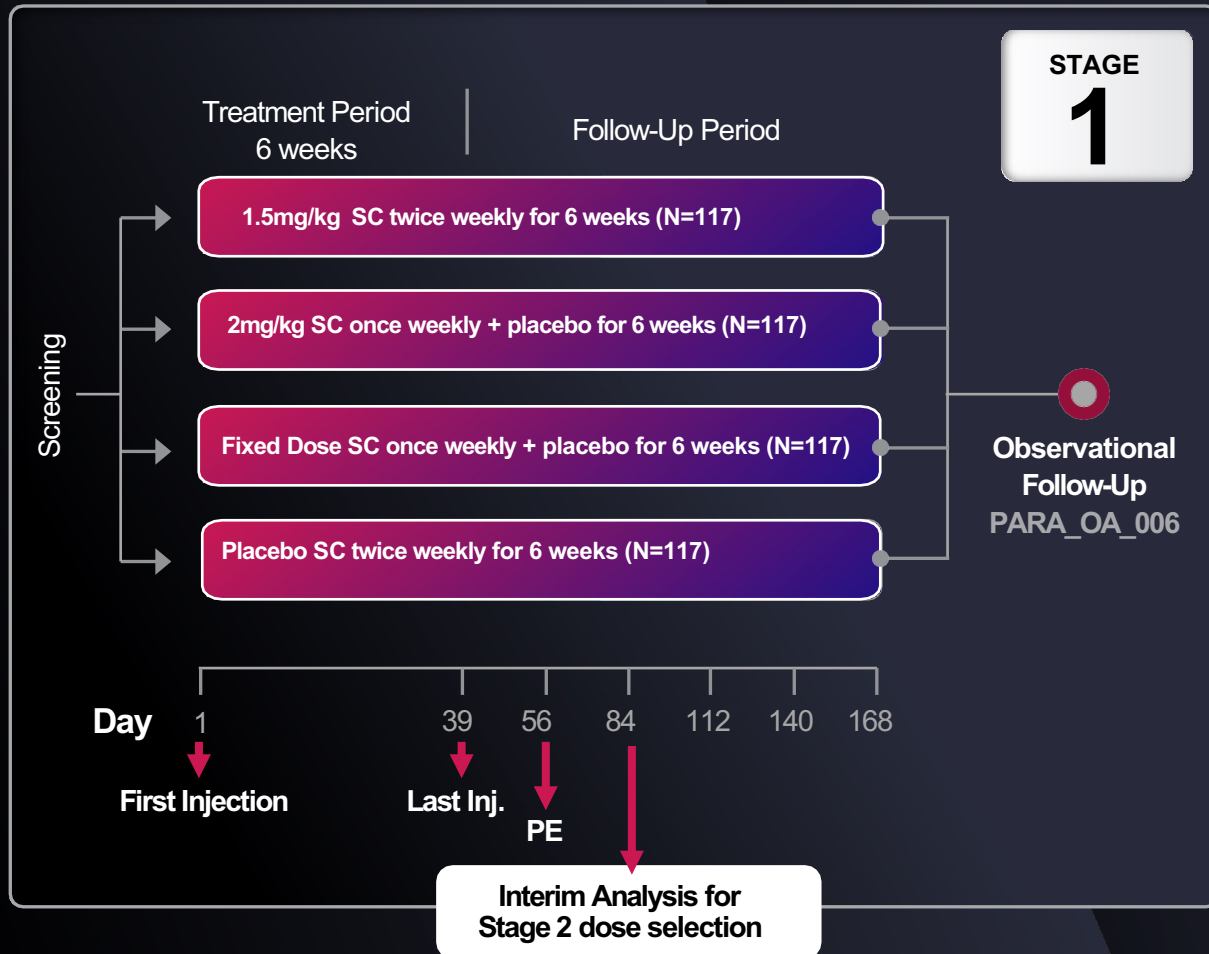 STAGE
1
Treatment Period
6 weeks
Follow-Up Period
Screening
1.5mg/kg SC twice weekly for 6 weeks (N=117)
2mg/kg SC once weekly + placebo for 6 weeks (N=117)
Fixed Dose SC once weekly + placebo for 6 weeks (N=117)
Placebo SC twice weekly for 6 weeks (N=117)
Observational
Follow-Up
PARA_OA_006
Day 1 39 56 84 112 140 168
First Injection
Last Inj.
PE
Interim Analysis for
Stage 2 dose selection